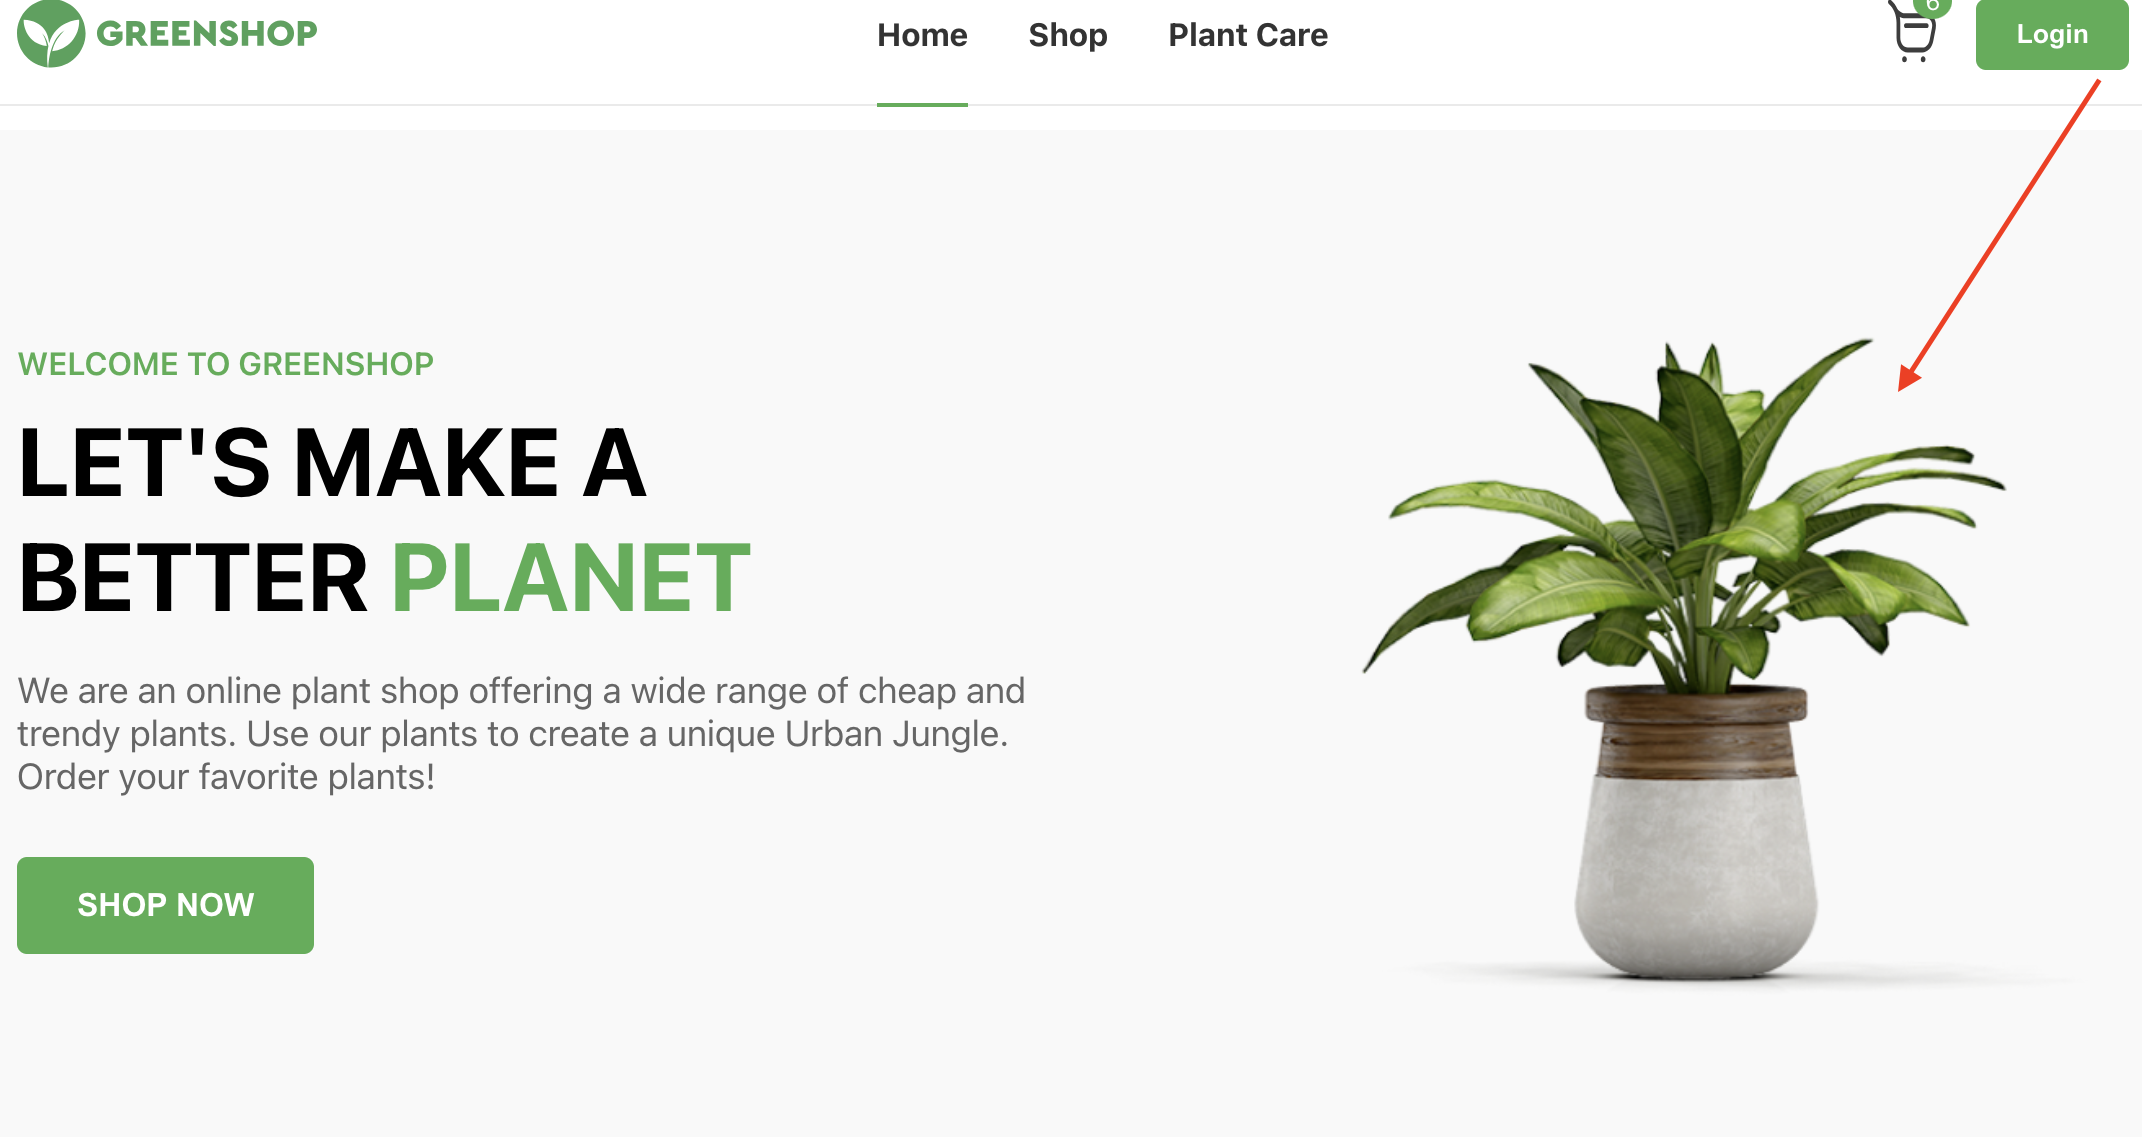 GREENSHOP
Home Shop Plant Care
6
Login
WELCOME TO GREENSHOP
LET'S MAKE A
BETTER PLANET
We are an online plant shop offering a wide range of cheap and
trendy plants. Use our plants to create a unique Urban Jungle.
Order your favorite plants!
SHOP NOW